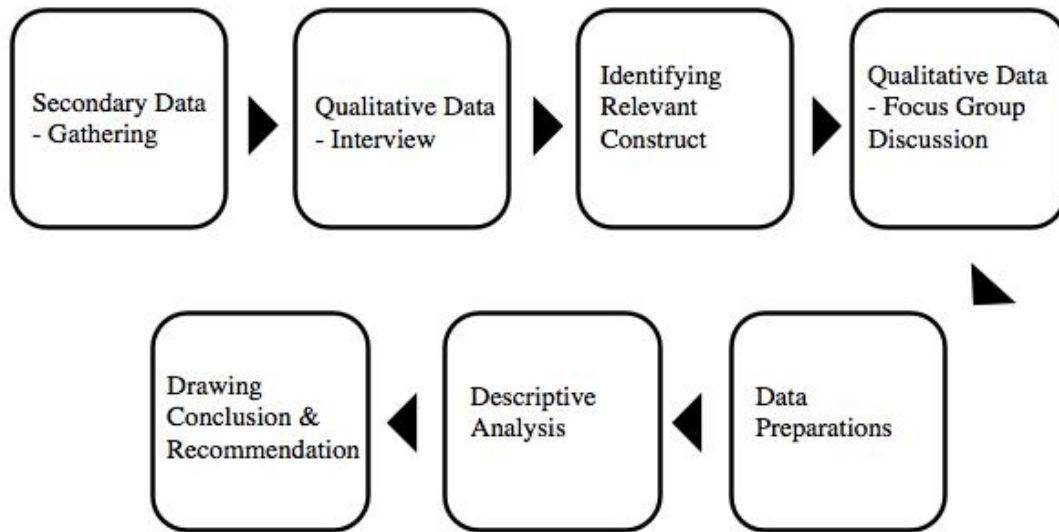 Secondary Data
- Gathering
Qualitative Data
- Interview
Identifying
Relevant
Construct
Qualitative Data
- Focus Group
Discussion
Drawing
Conclusion &
Recommendation
Descriptive
Analysis
Data
Preparations